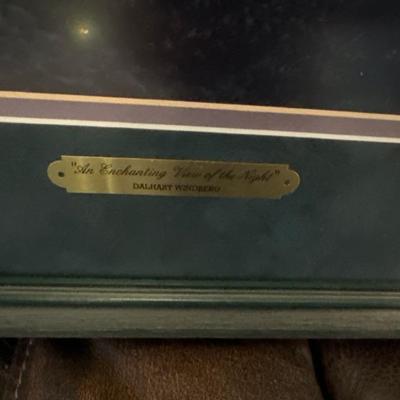 "An Enchanting View of the Night"
DALHART WINDBERG